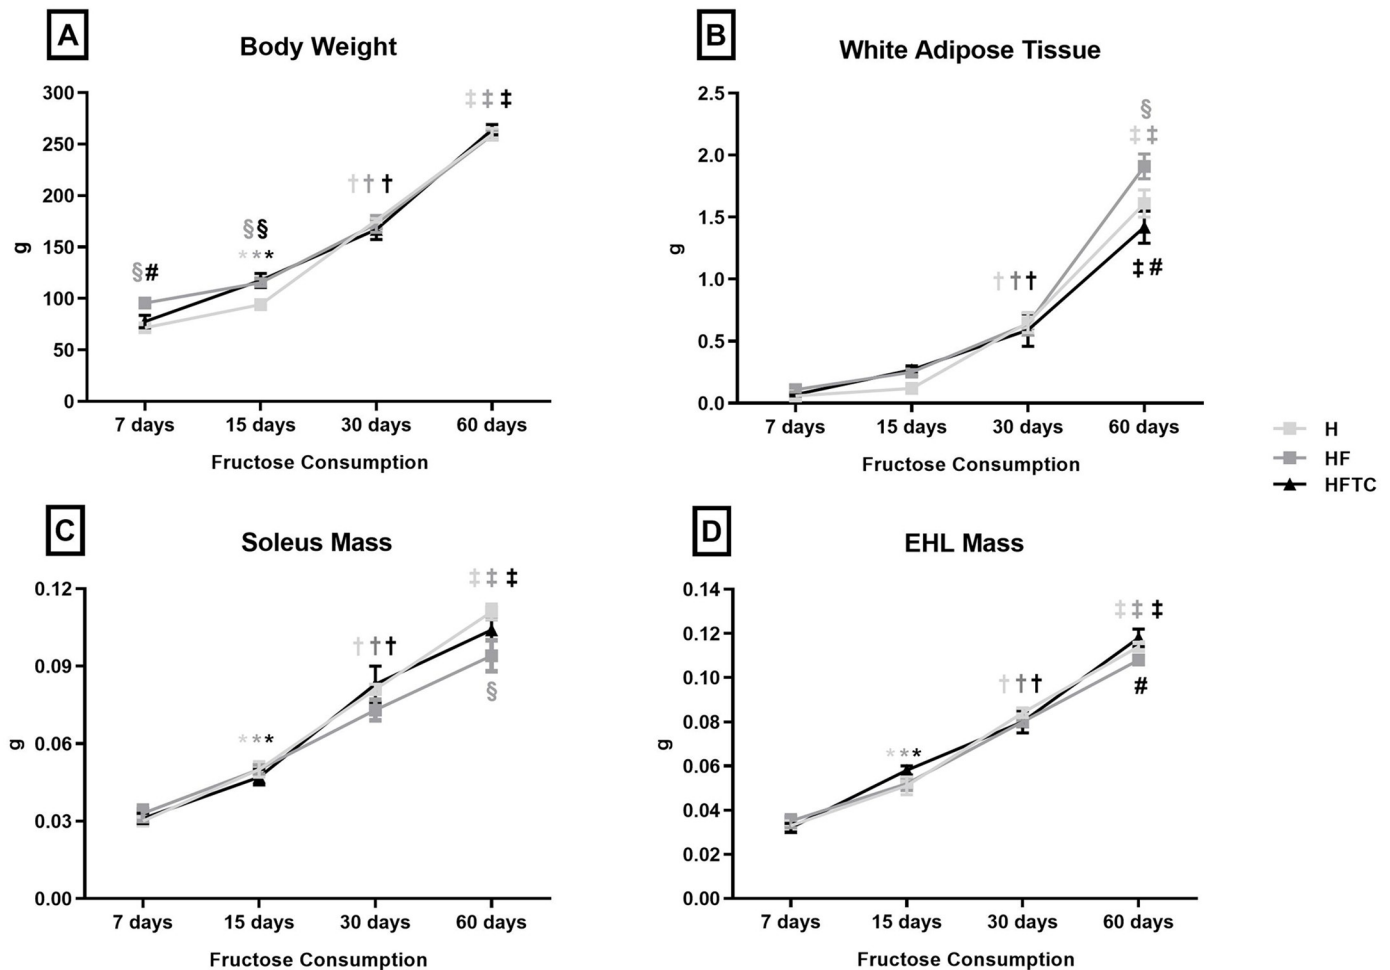 A
Body Weight
300
250
200
150
100
50
0
g
§#
§§
***
†††
‡‡‡
7 days
15 days
30 days
60 days
Fructose Consumption
B
White Adipose Tissue
2.5
2.0
1.5
1.0
0.5
0.0
g
†††
§
‡‡
‡#
7 days
15 days
30 days
60 days
Fructose Consumption
H
HF
HFTC
C
Soleus Mass
0.12
0.09
0.06
0.03
0.00
g
***
†††
‡‡‡
§
7 days
15 days
30 days
60 days
Fructose Consumption
D
EHL Mass
0.14
0.12
0.10
0.08
0.06
0.04
0.02
0.00
g
***
†††
‡‡‡
#
7 days
15 days
30 days
60 days
Fructose Consumption